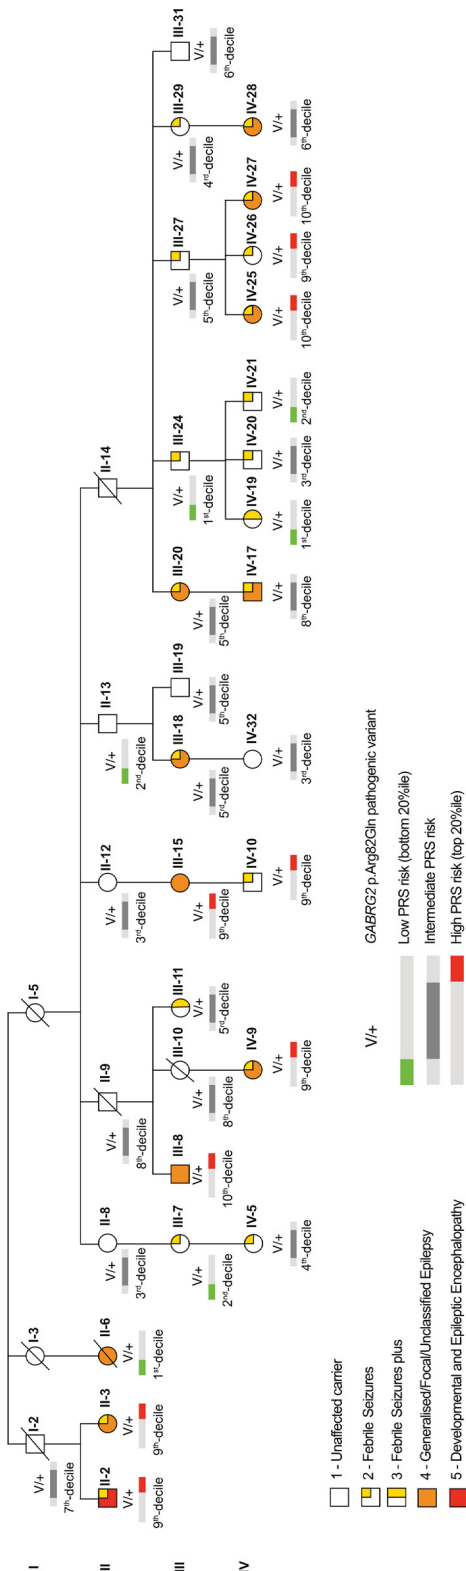 I
I-2
V/+
7th-decile
I-3
I-5
II
II-2
V/+
9th-decile
II-3
V/+
9th-decile
II-6
V/+
1st-decile
II-8
V/+
3rd-decile
II-9
V/+
8th-decile
II-12
V/+
3rd-decile
II-13
V/+
2nd-decile
II-14
III
III-7
V/+
2nd-decile
III-8
V/+
10th-decile
III-10
V/+
8th-decile
III-11
V/+
5rd-decile
III-15
V/+
9th-decile
III-18
V/+
5rd-decile
III-19
V/+
5th-decile
III-20
V/+
5th-decile
III-24
V/+
1st-decile
III-27
V/+
5th-decile
III-29
V/+
4rd-decile
III-31
V/+
6th-decile
IV
IV-5
V/+
4th-decile
IV-9
V/+
9th-decile
IV-10
V/+
9th-decile
IV-32
V/+
3rd-decile
IV-17
V/+
8th-decile
IV-19
V/+
1st-decile
IV-20
V/+
3rd-decile
IV-21
V/+
2nd-decile
IV-25
V/+
10th-decile
IV-26
V/+
9th-decile
IV-27
V/+
10th-decile
IV-28
V/+
6th-decile
1 - Unaffected carrier
2 - Febrile Seizures
3 - Febrile Seizures plus
4 - Generalised/Focal/Unclassified Epilepsy
5 - Developmental and Epileptic Encephalopathy
V/+ GABRG2 p.Arg82Gln pathogenic variant
Low PRS risk (bottom 20%ile)
Intermediate PRS risk
High PRS risk (top 20%ile)